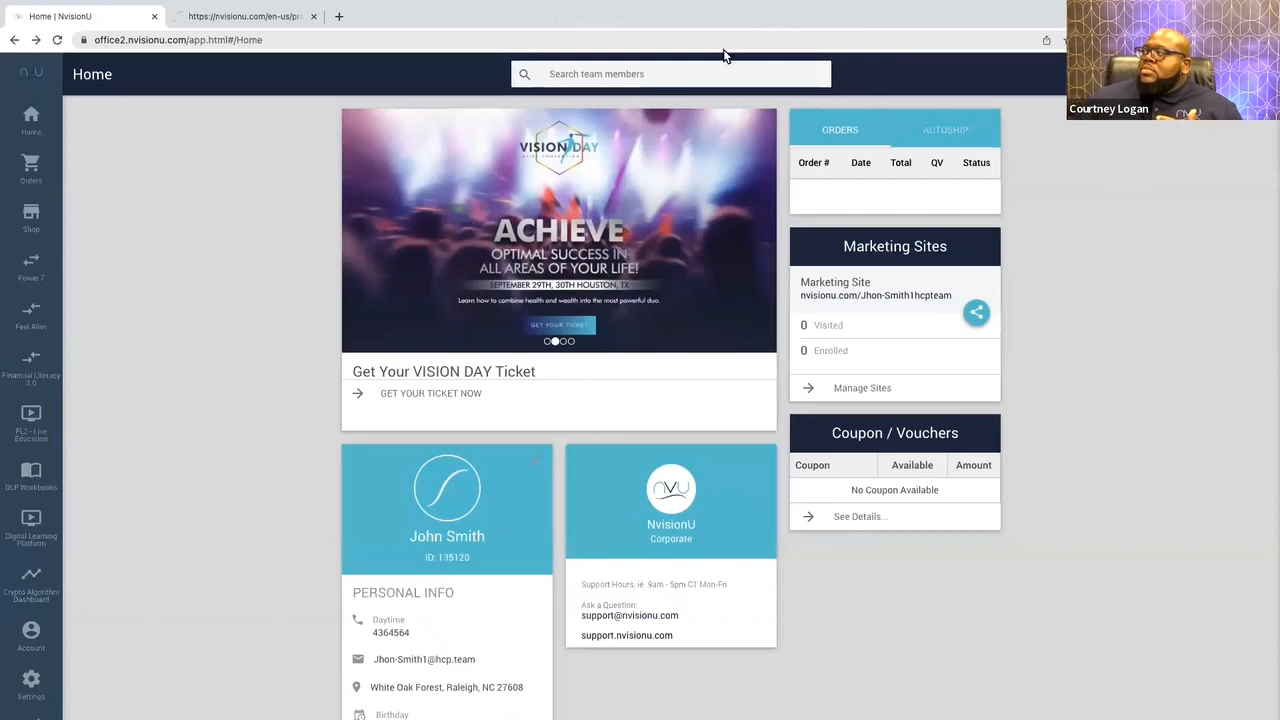 Home | NvisionU
https://nvisionu.com/en-us/pro
office2.nvisionu.com/app.html#/Home
Home
Search team members
Courtney Logan
Home
Orders
Shop
Power 7
Feel Alive
Financial Literacy
2.0
FL2 - Live
Education
DLP Workbooks
Digital Learning
Platform
Crypto Algorithm
Dashboard
Account
Settings
VISION DAY
ACHIEVE
OPTIMAL SUCCESS IN
ALL AREAS OF YOUR LIFE!
SEPTEMBER 29TH, 30TH HOUSTON, TX
Learn how to combine health and wealth into the most powerful duo.
GET YOUR TICKET
Get Your VISION DAY Ticket
GET YOUR TICKET NOW
John Smith
ID: 135120
PERSONAL INFO
Daytime
4364564
Jhon-Smith1@hcp.team
White Oak Forest, Raleigh, NC 27608
Birthday
nvu
NvisionU
Corporate
Support Hours, ie 9am - 5pm CT Mon-Fri
Ask a Question:
support@nvisionu.com
support.nvisionu.com
ORDERS AUTOSHIP
Order # Date Total QV Status
Marketing Sites
Marketing Site
nvisionu.com/Jhon-Smith1hcpteam
0 Visited
0 Enrolled
Manage Sites
Coupon / Vouchers
Coupon Available Amount
No Coupon Available
See Details...